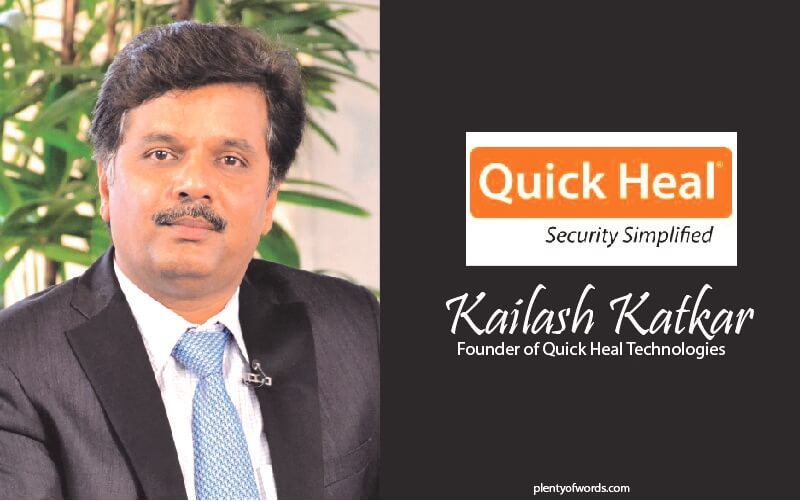 Quick Heal®
Security Simplified
Kailash Katkar
Founder of Quick Heal Technologies
plentyofwords.com